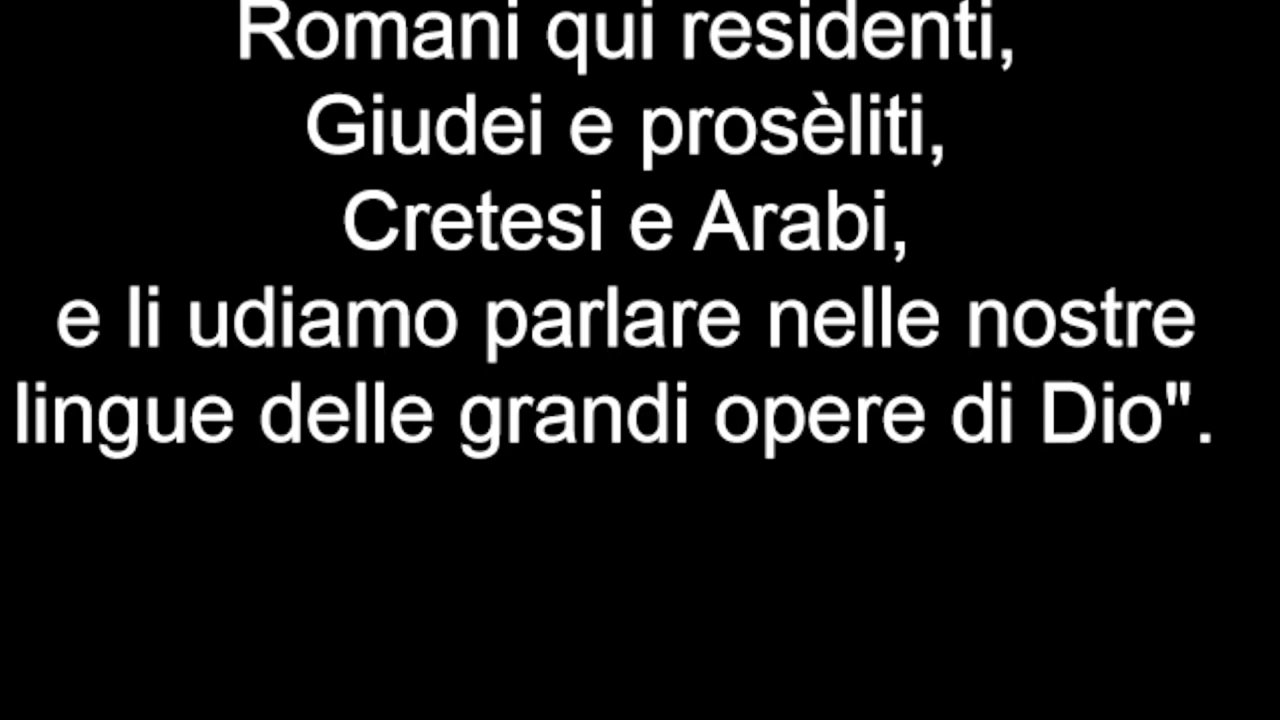 Romani qui residenti,
Giudei e prosèliti,
Cretesi e Arabi,
e li udiamo parlare nelle nostre
lingue delle grandi opere di Dio".